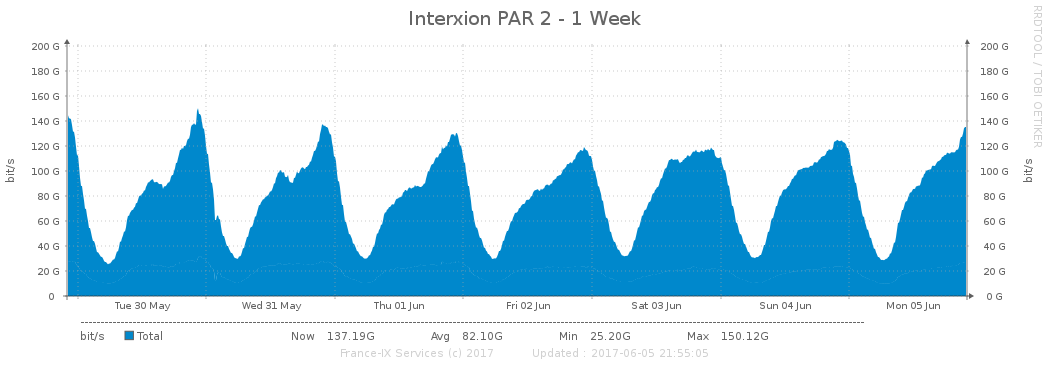 Interxion PAR 2 - 1 Week
RRDTOOL / TOBI OETIKER
200 G 200 G
180 G 180 G
160 G 160 G
140 G 140 G
120 G 120 G
100 G 100 G
80 G 80 G
60 G 60 G
40 G 40 G
20 G 20 G
0 0 G
bit/s
bit/s
Tue 30 May Wed 31 May Thu 01 Jun Fri 02 Jun Sat 03 Jun Sun 04 Jun Mon 05 Jun
bit/s Total Now 137.19G Avg 82.10G Min 25.20G Max 150.12G
France-IX Services (c) 2017 Updated : 2017-06-05 21:55:05